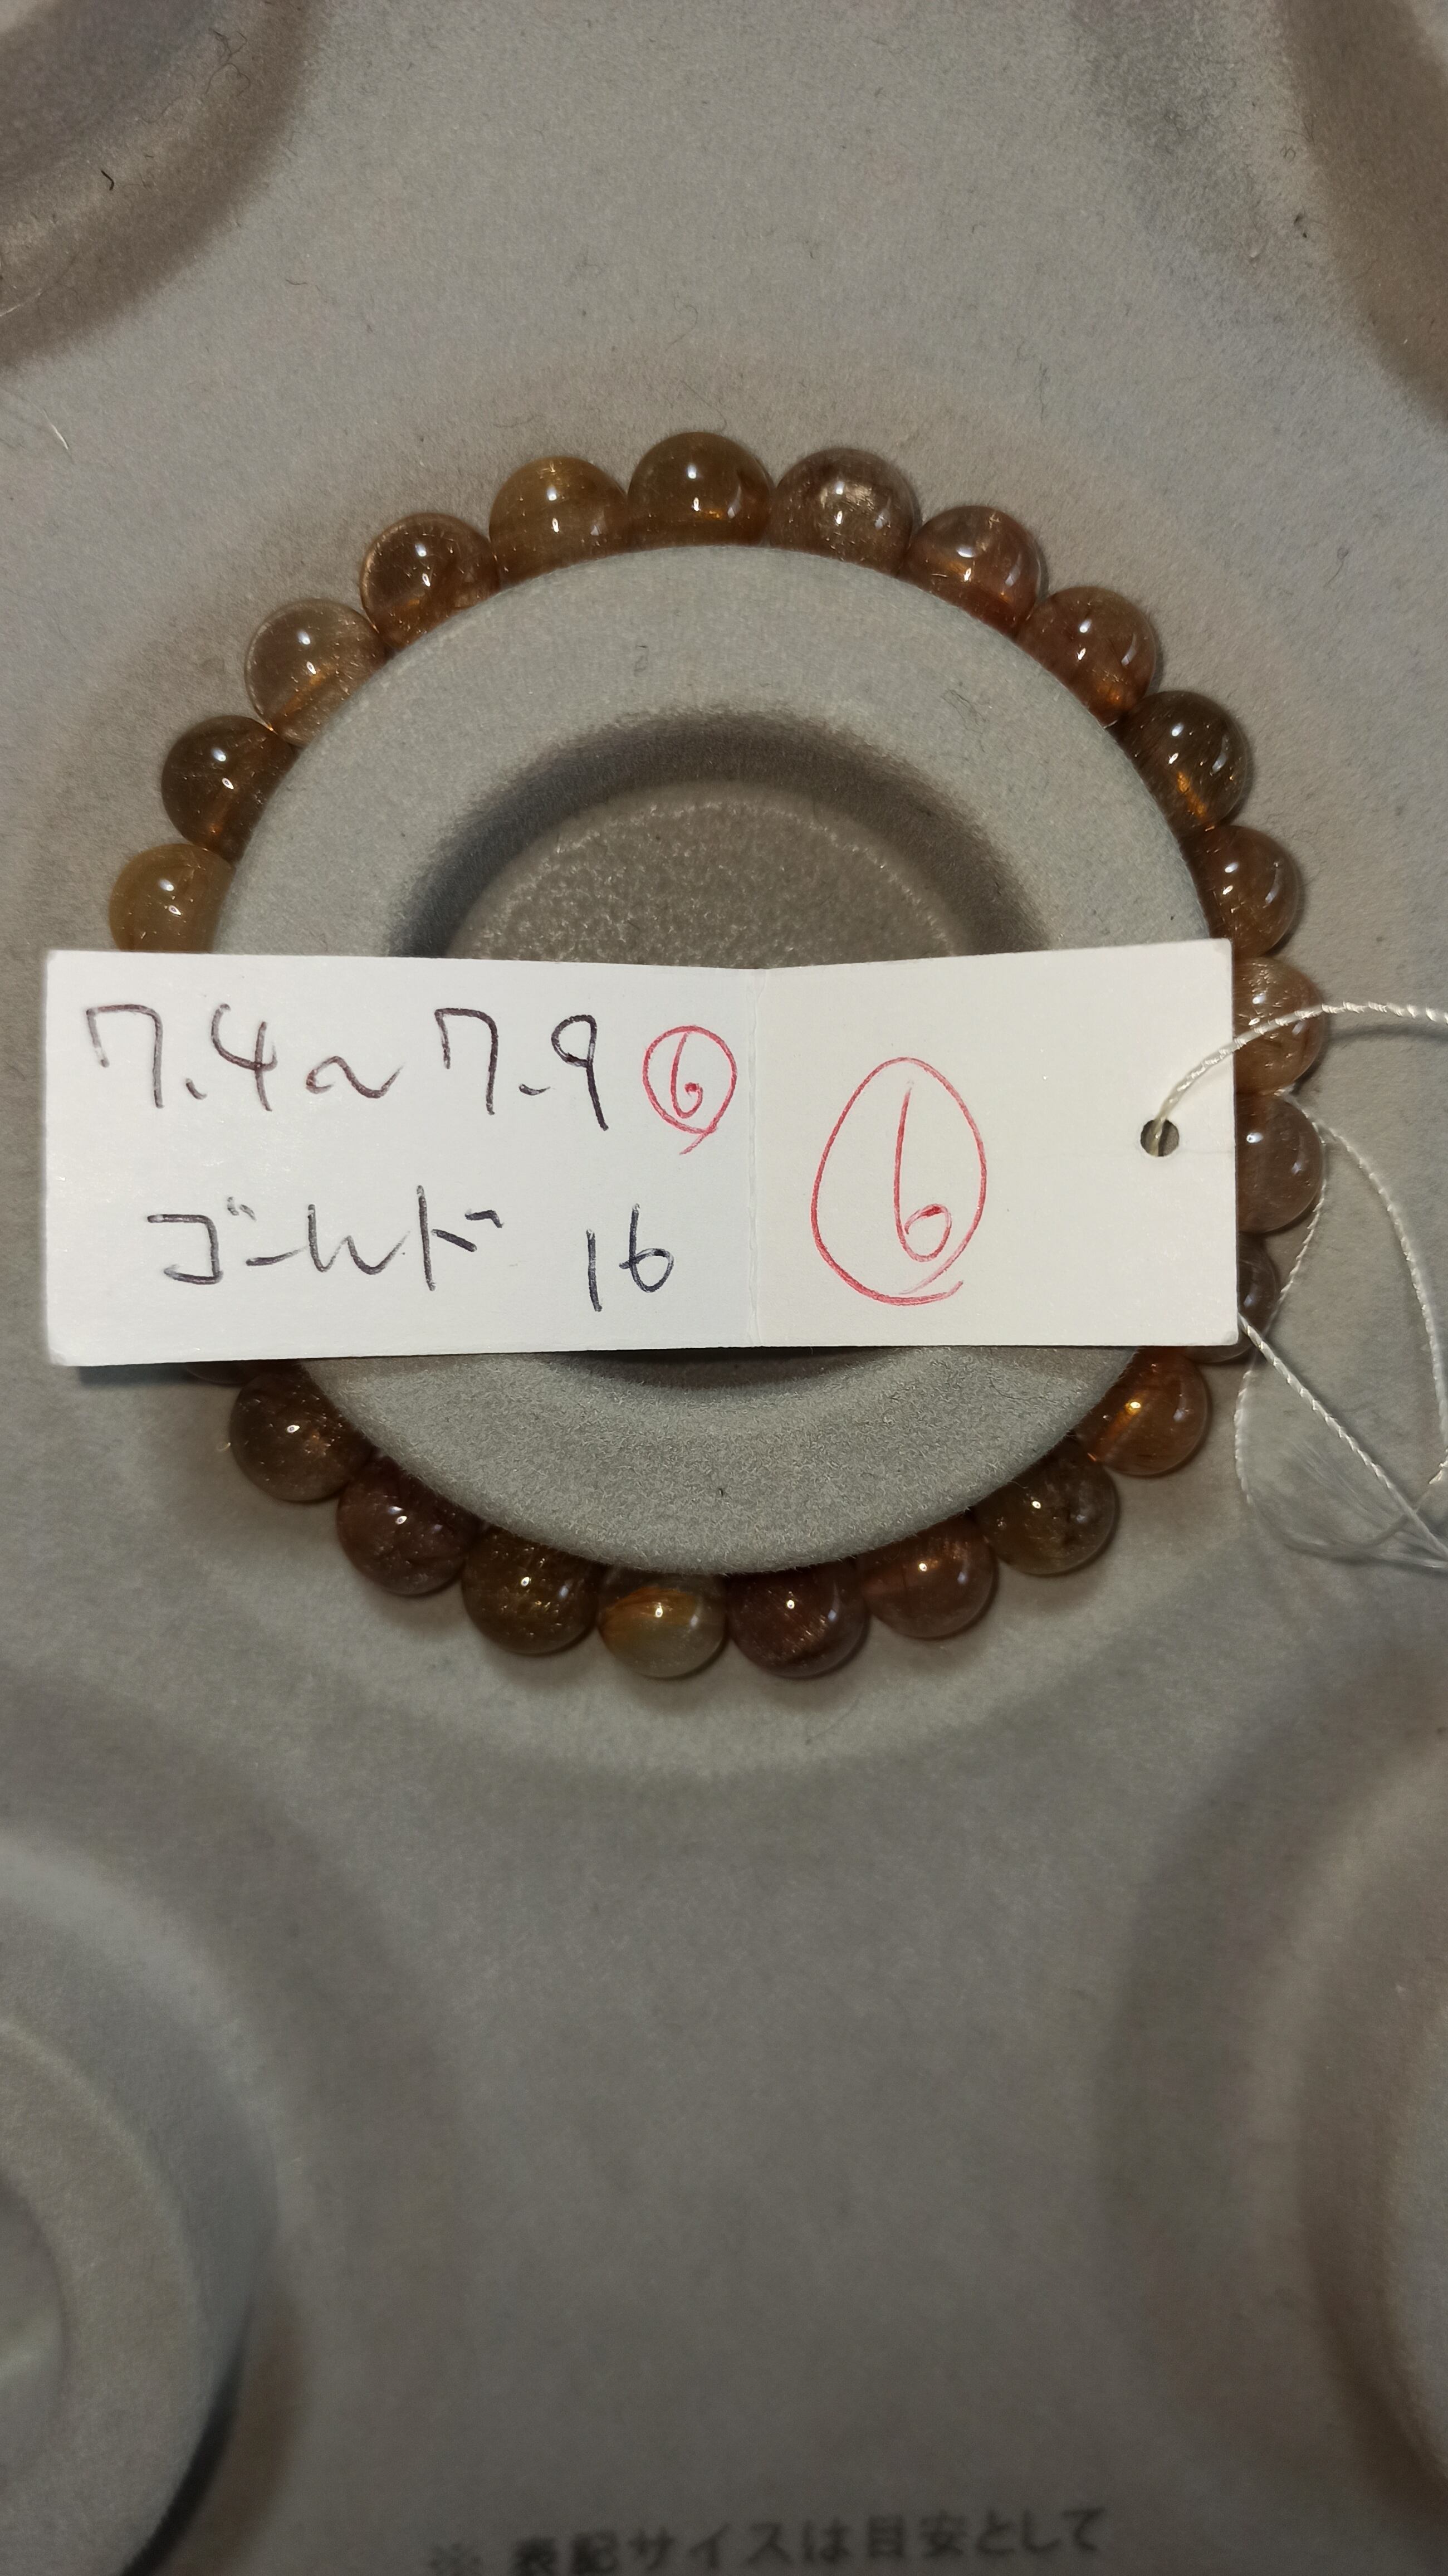 7.4〜7.9 ⑥
ゴールド 16
⑥
※ 表記サイズは目安として